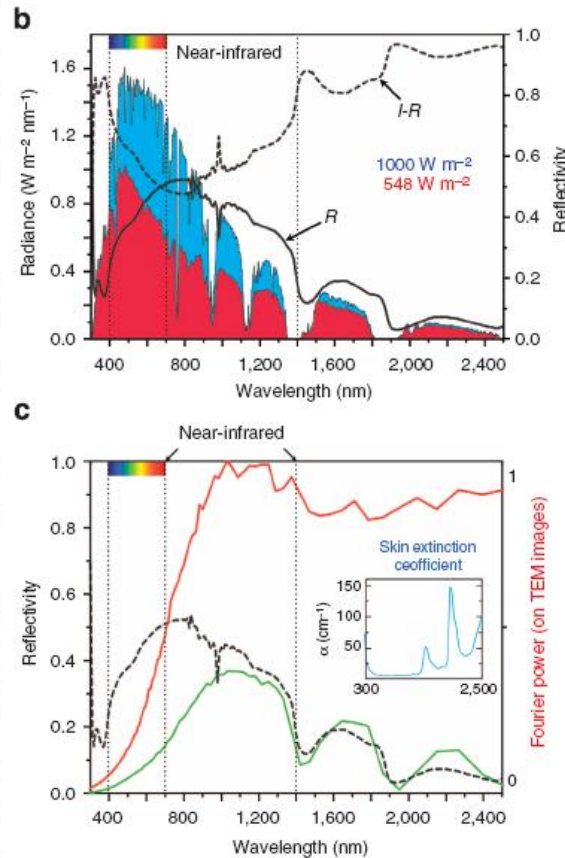 b
Near-infrared
1.6
1.2
0.8
0.4
0.0
Radiance (W m−2 nm−1)
1.0
0.8
0.6
0.4
0.2
0.0
Reflectivity
I-R
1000 W m−2
548 W m−2
R
400 800 1,200 1,600 2,000 2,400
Wavelength (nm)
c
Near-infrared
1.0
0.8
0.6
0.4
0.2
0.0
Reflectivity
1
0
Fourier power (on TEM images)
Skin extinction
ceofficient
150
100
50
α (cm−1)
300 2,500
400 800 1,200 1,600 2,000 2,400
Wavelength (nm)